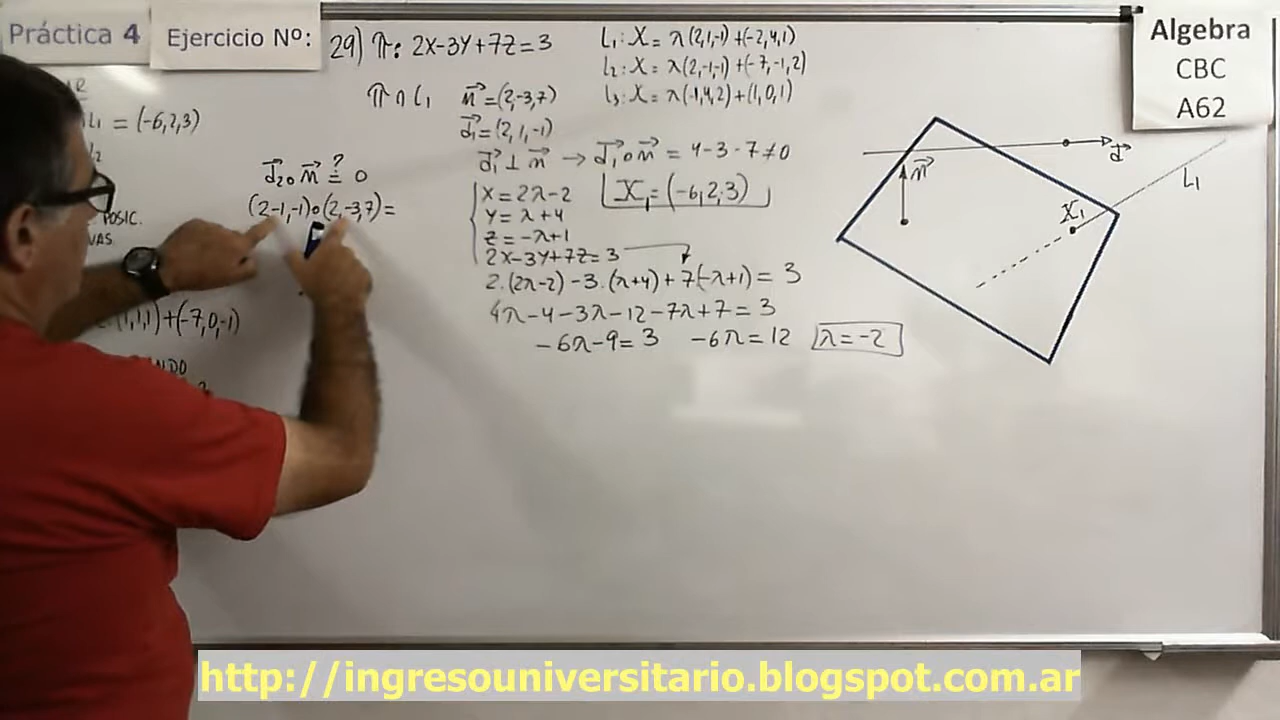 Práctica 4
Ejercicio Nº:
29) π: 2x-3y+7z=3
L₁: X = λ(2,1,-1)+(-2,4,1)
L₂: X = λ(2,-1,-1)+(-7,-1,2)
L₃: X = λ(-1,4,2)+(1,0,1)
Algebra
CBC
A62
π∩L₁ n⃗=(2,-3,7)
d⃗₁=(2,1,-1)
d⃗₁ ⊥ n⃗ → d⃗₁∘n⃗ = 4-3-7≠0
x = 2λ-2
y = λ+4
z = -λ+1
2x-3y+7z=3
X₁ = (-6,2,3)
2.(2λ-2)-3.(λ+4)+7(-λ+1) = 3
4λ-4-3λ-12-7λ+7=3
-6λ-9=3 -6λ=12 λ=-2
L₁ = (-6,2,3)
L₂
d⃗₂∘n⃗ ≟ 0
(2-1,-1)∘(2,-3,7)=
POSIC.
VAS
(1,1,1)+(-7,0,-1)
NDO
n⃗
d⃗
X₁
L₁
http://ingresouniversitario.blogspot.com.ar